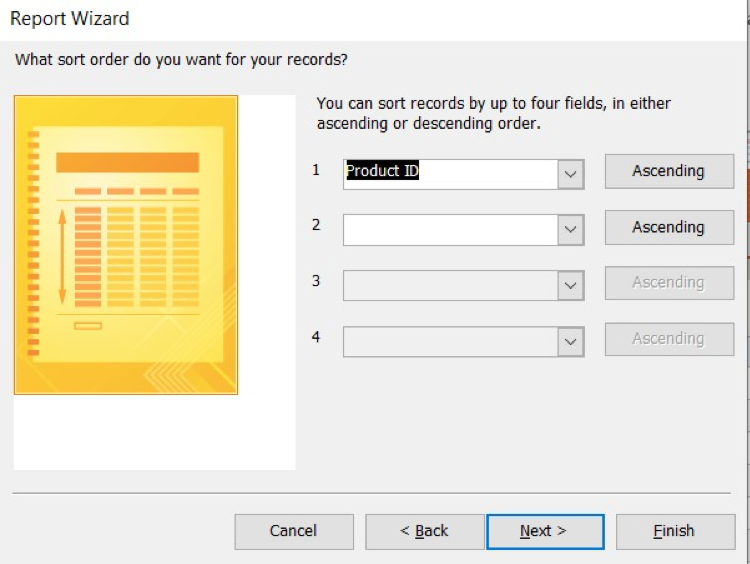 Report Wizard
What sort order do you want for your records?
You can sort records by up to four fields, in either
ascending or descending order.
1 Product ID Ascending
2 Ascending
3 Ascending
4 Ascending
Cancel < Back Next > Finish